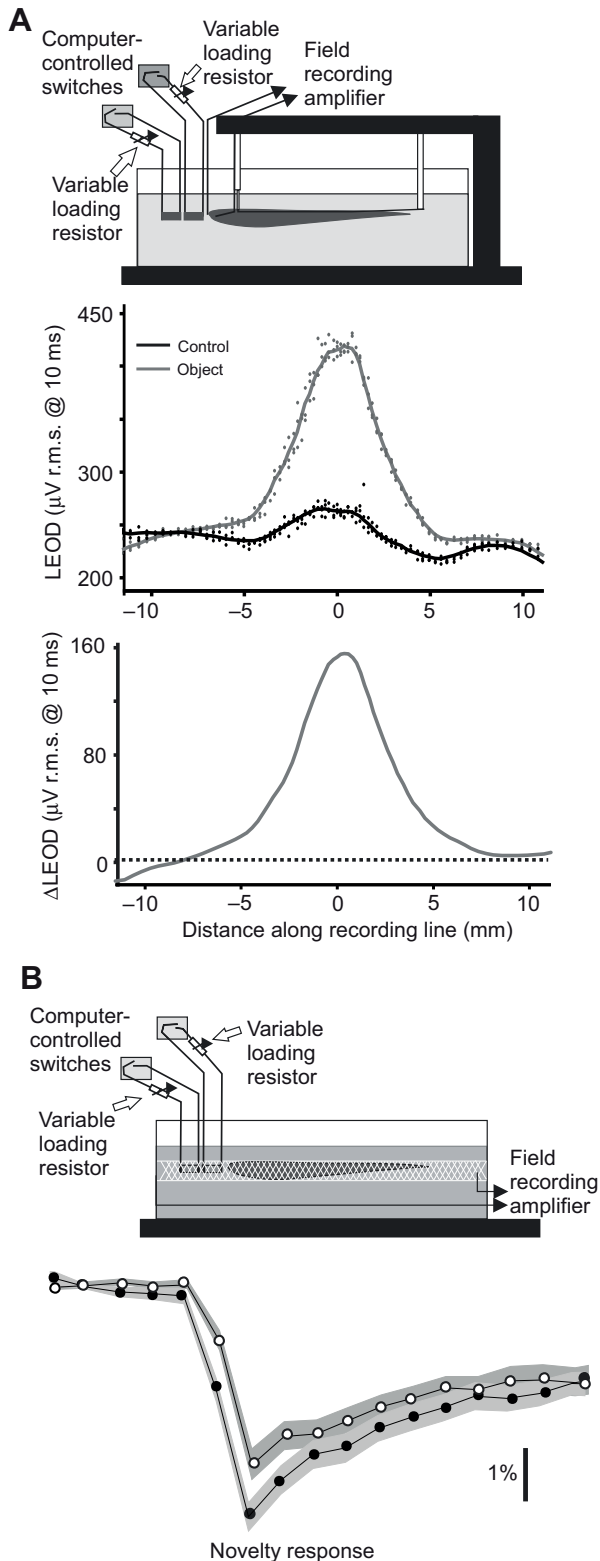 A
Computer-
controlled
switches
Variable
loading
resistor
Field
recording
amplifier
Variable
loading
resistor
LEOD (µV r.m.s. @ 10 ms)
450
300
200
Control
Object
–10
–5
0
5
10
ΔLEOD (µV r.m.s. @ 10 ms)
160
80
0
–10
–5
0
5
10
Distance along recording line (mm)
B
Computer-
controlled
switches
Variable
loading
resistor
Variable
loading
resistor
Field
recording
amplifier
1%
Novelty response